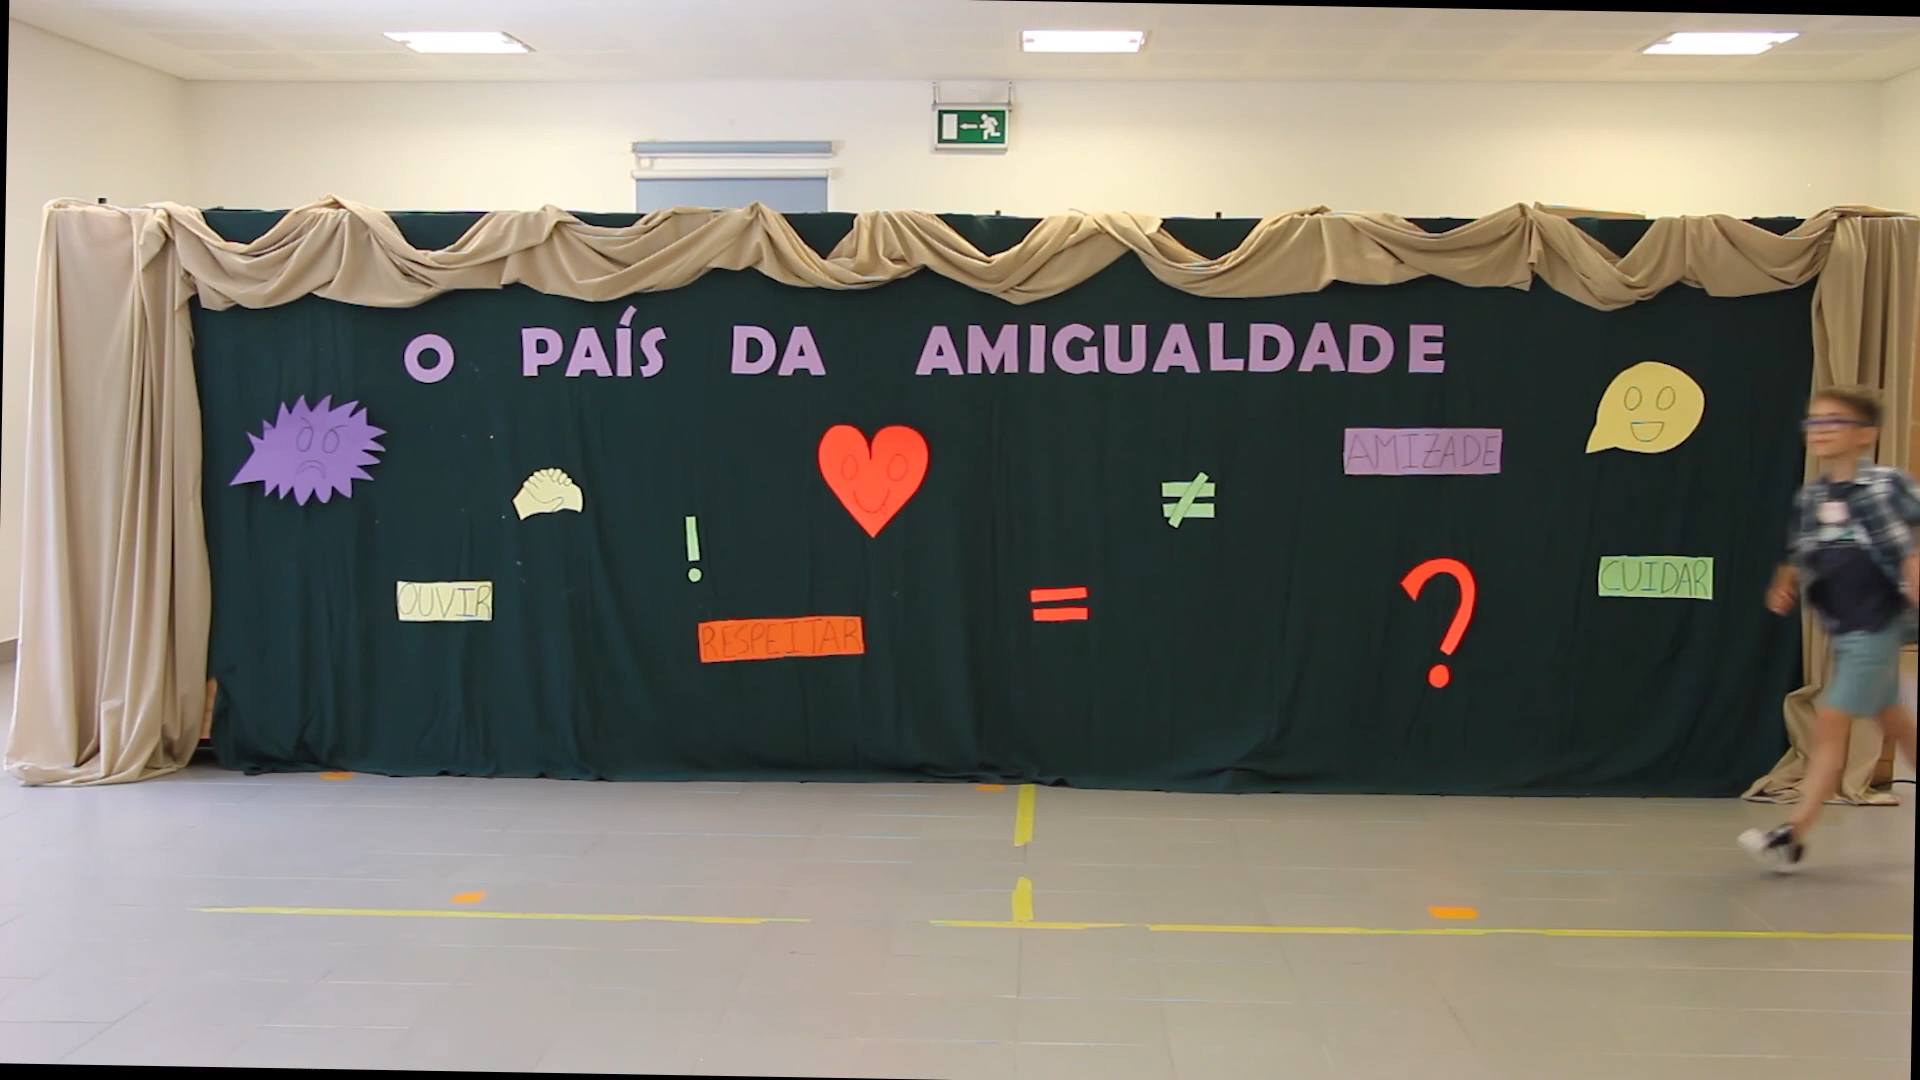 O PAÍS DA AMIGUALDADE
AMIZADE
!
≠
OUVIR
RESPEITAR
=
?
CUIDAR